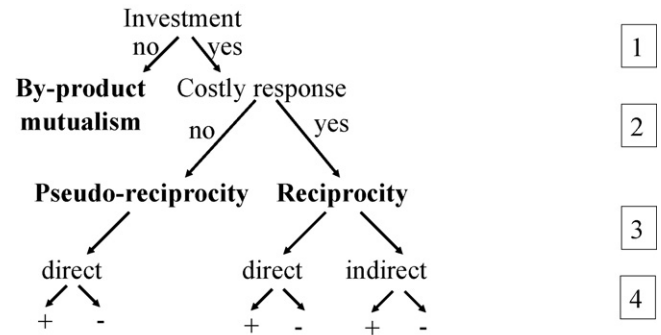 Investment
no yes 1
By-product Costly response
mutualism no yes 2
Pseudo-reciprocity Reciprocity
3
direct direct indirect
4
+ - + - + -